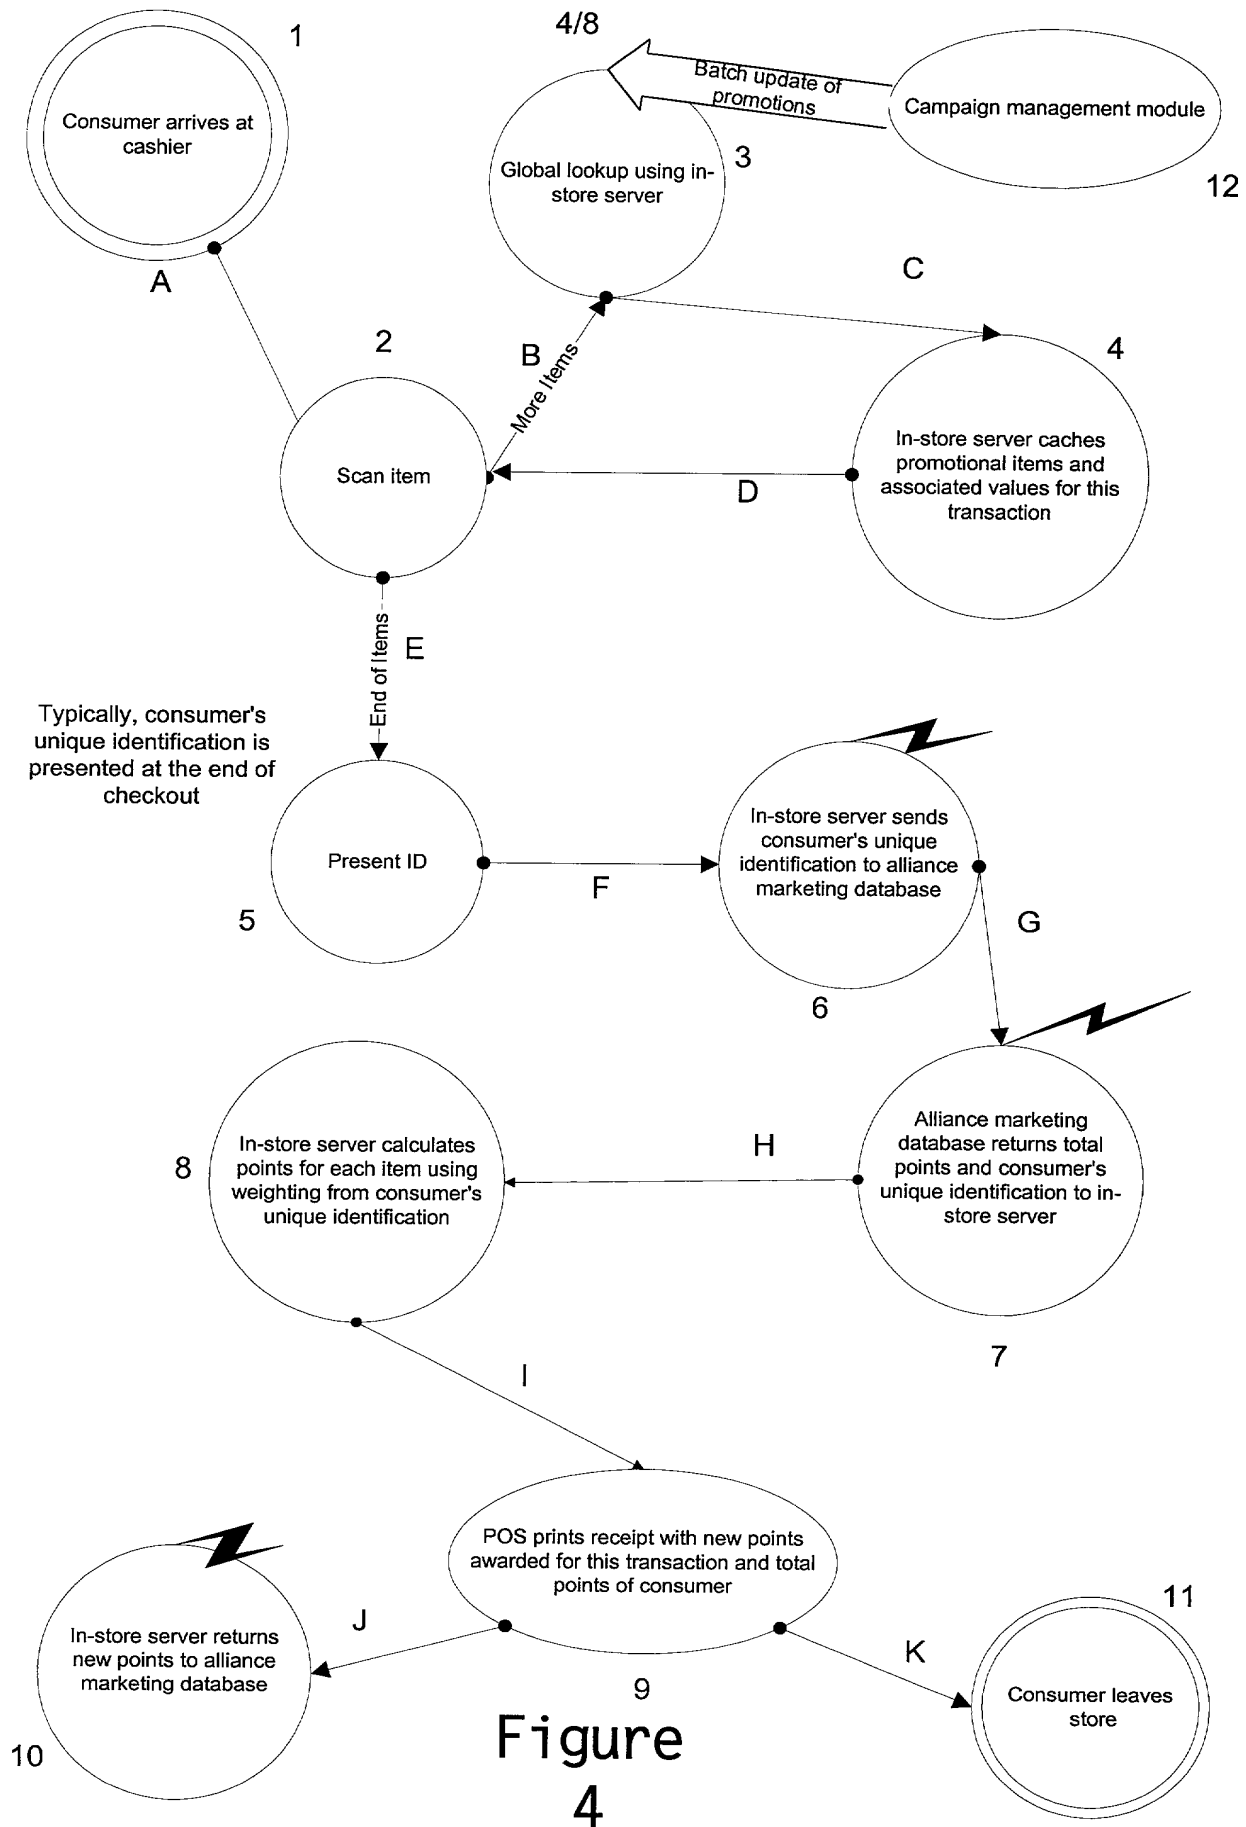 4/8
1
Consumer arrives at
cashier
A
Batch update of
promotions
Campaign management module
12
3
Global lookup using in-
store server
C
2
B
More Items
4
Scan item
In-store server caches
promotional items and
associated values for this
transaction
D
E
End of Items
Typically, consumer's
unique identification is
presented at the end of
checkout
Present ID
5
F
In-store server sends
consumer's unique
identification to alliance
marketing database
6
G
Alliance marketing
database returns total
points and consumer's
unique identification to in-
store server
7
H
8
In-store server calculates
points for each item using
weighting from consumer's
unique identification
I
POS prints receipt with new points
awarded for this transaction and total
points of consumer
9
J
In-store server returns
new points to alliance
marketing database
10
K
11
Consumer leaves
store
Figure
4